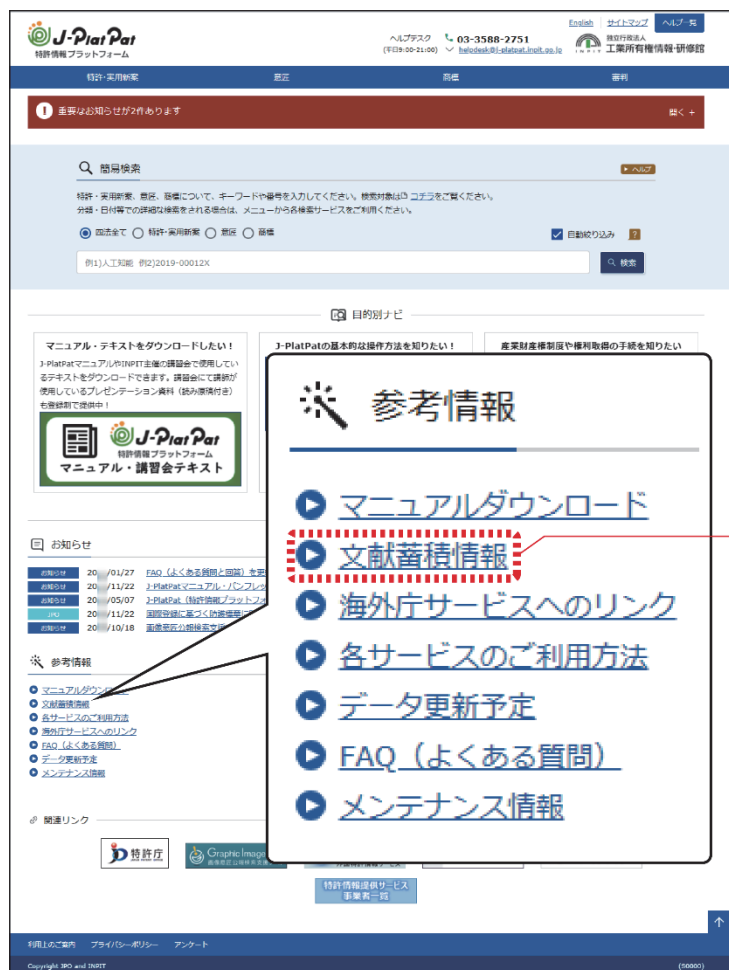 English サイトマップ ヘルプ一覧
J-PlatPat
特許情報プラットフォーム
ヘルプデスク 03-3588-2751
(平日9:00-21:00) helpdesk@j-platpat.inpit.go.jp
INPIT 独立行政法人
工業所有権情報・研修館
特許・実用新案 意匠 商標 審判
重要なお知らせが2件あります 開く +
簡易検索 ヘルプ
特許・実用新案、意匠、商標について、キーワードや番号を入力してください。検索対象は コチラをご覧ください。
分類・日付等での詳細な検索をされる場合は、メニューから各検索サービスをご利用ください。
四法全て 特許・実用新案 意匠 商標 自動絞り込み ?
例1)人工知能 例2)2019-00012X 検索
目的別ナビ
マニュアル・テキストをダウンロードしたい！
J-PlatPatの基本的な操作方法を知りたい！
産業財産権制度や権利取得の手続を知りたい
J-PlatPatマニュアルやINPIT主催の講習会で使用してい
るテキストをダウンロードできます。講習会にて講師が
使用しているプレゼンテーション資料（読み原稿付き）
も登録制で提供中！
J-PlatPat
特許情報プラットフォーム
マニュアル・講習会テキスト
お知らせ
お知らせ 20 /01/27 FAQ（よくある質問と回答）を更
お知らせ 20 /11/22 J-PlatPatマニュアル・パンフレッ
お知らせ 20 /05/07 J-PlatPat（特許情報プラットフォ
JPO 20 /11/22 国際登録に基づく防護標章に
お知らせ 20 /10/18 画像意匠公報検索支援
参考情報
マニュアルダウンロ
文献蓄積情報
各サービスのご利用方法
海外庁サービスへのリンク
FAQ（よくある質問）
データ更新予定
メンテナンス情報
参考情報
マニュアルダウンロード
文献蓄積情報
海外庁サービスへのリンク
各サービスのご利用方法
データ更新予定
FAQ（よくある質問）
メンテナンス情報
関連リンク
特許庁
Graphic Image
特許情報提供サービス
事業者一覧
利用上のご案内 プライバシーポリシー アンケート
Copyright JPO and INPIT (50000)